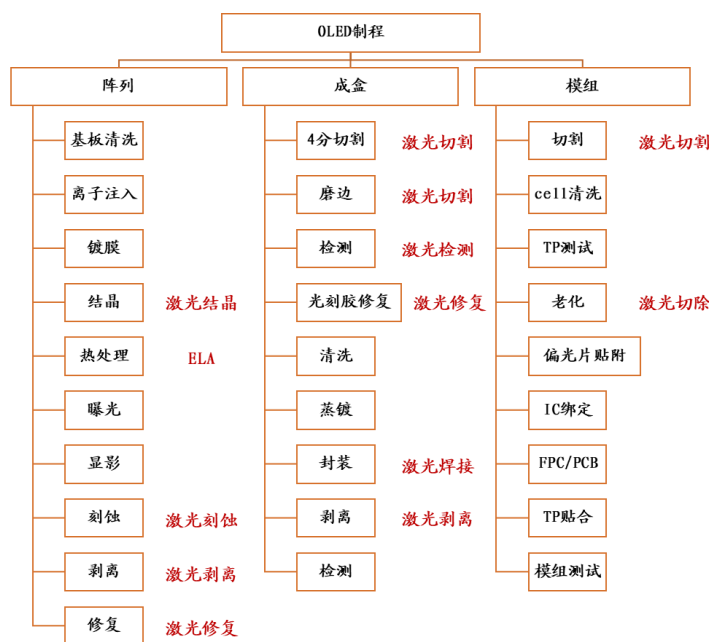 OLED制程
阵列
成盒
模组
基板清洗
4分切割
激光切割
切割
激光切割
离子注入
磨边
激光切割
cell清洗
镀膜
检测
激光检测
TP测试
结晶
激光结晶
光刻胶修复
激光修复
老化
激光切除
热处理
ELA
清洗
偏光片贴附
曝光
蒸镀
IC绑定
显影
封装
激光焊接
FPC/PCB
刻蚀
激光刻蚀
剥离
激光剥离
TP贴合
剥离
激光剥离
检测
模组测试
修复
激光修复